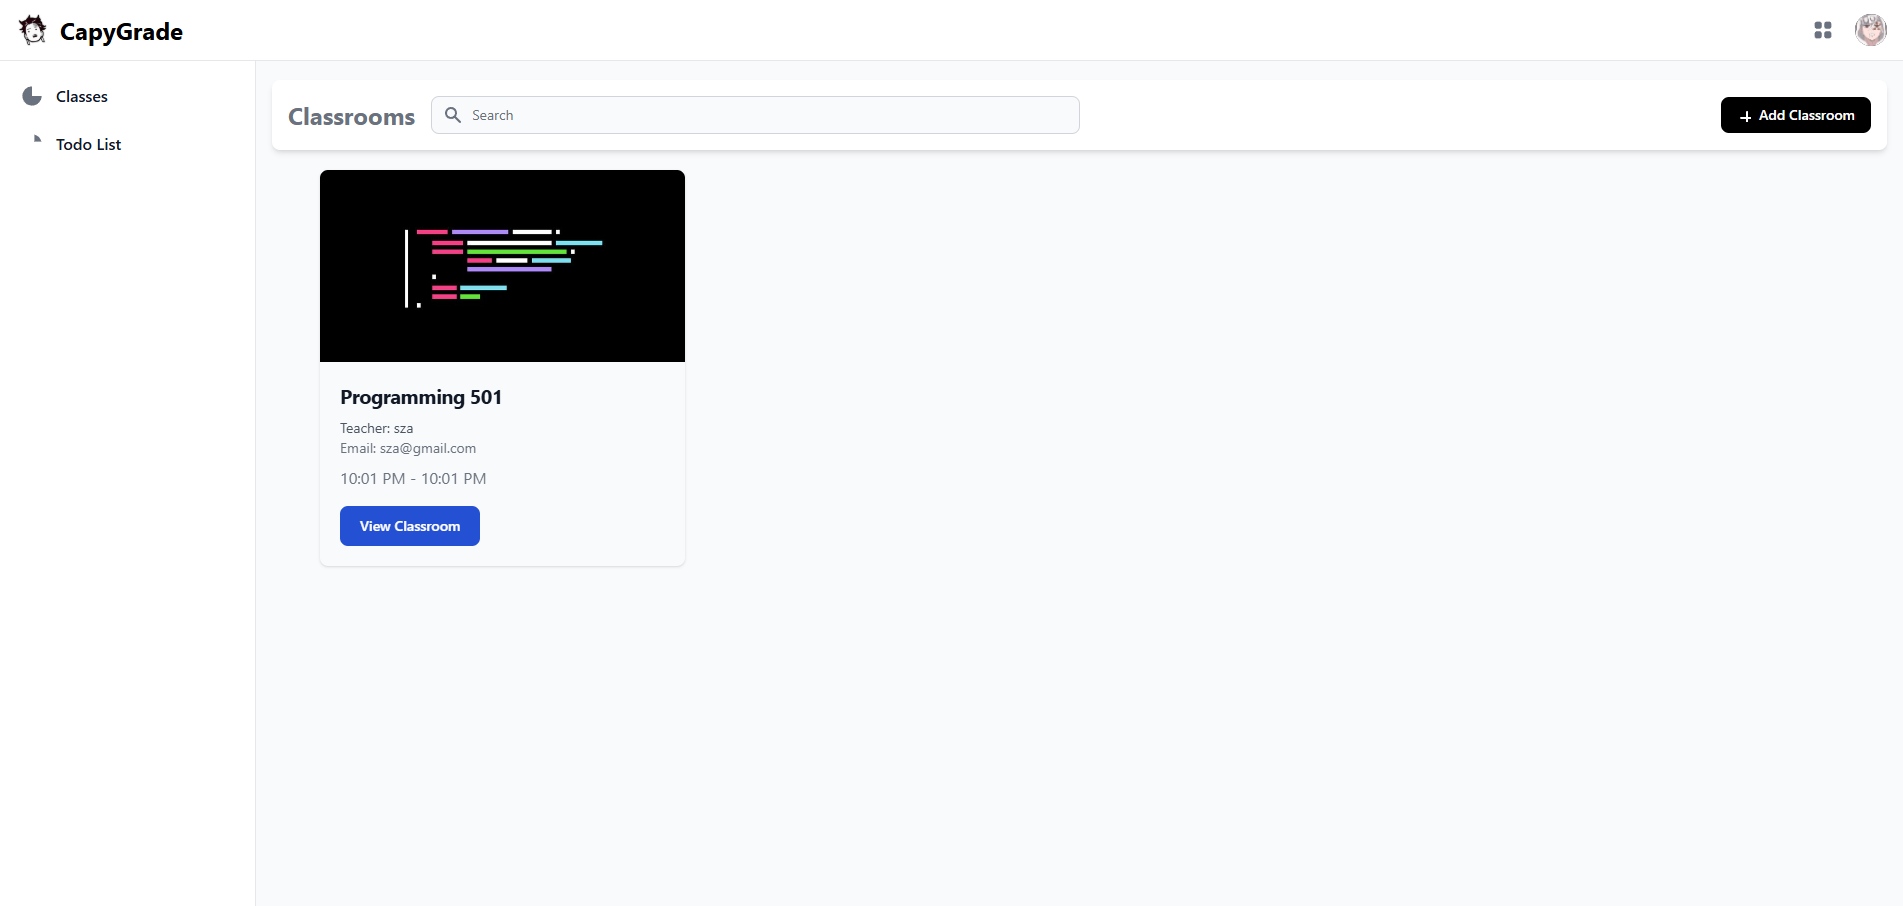 CapyGrade
Classes
Todo List
Classrooms
Search
Add Classroom
Programming 501
Teacher: sza
Email: sza@gmail.com
10:01 PM - 10:01 PM
View Classroom